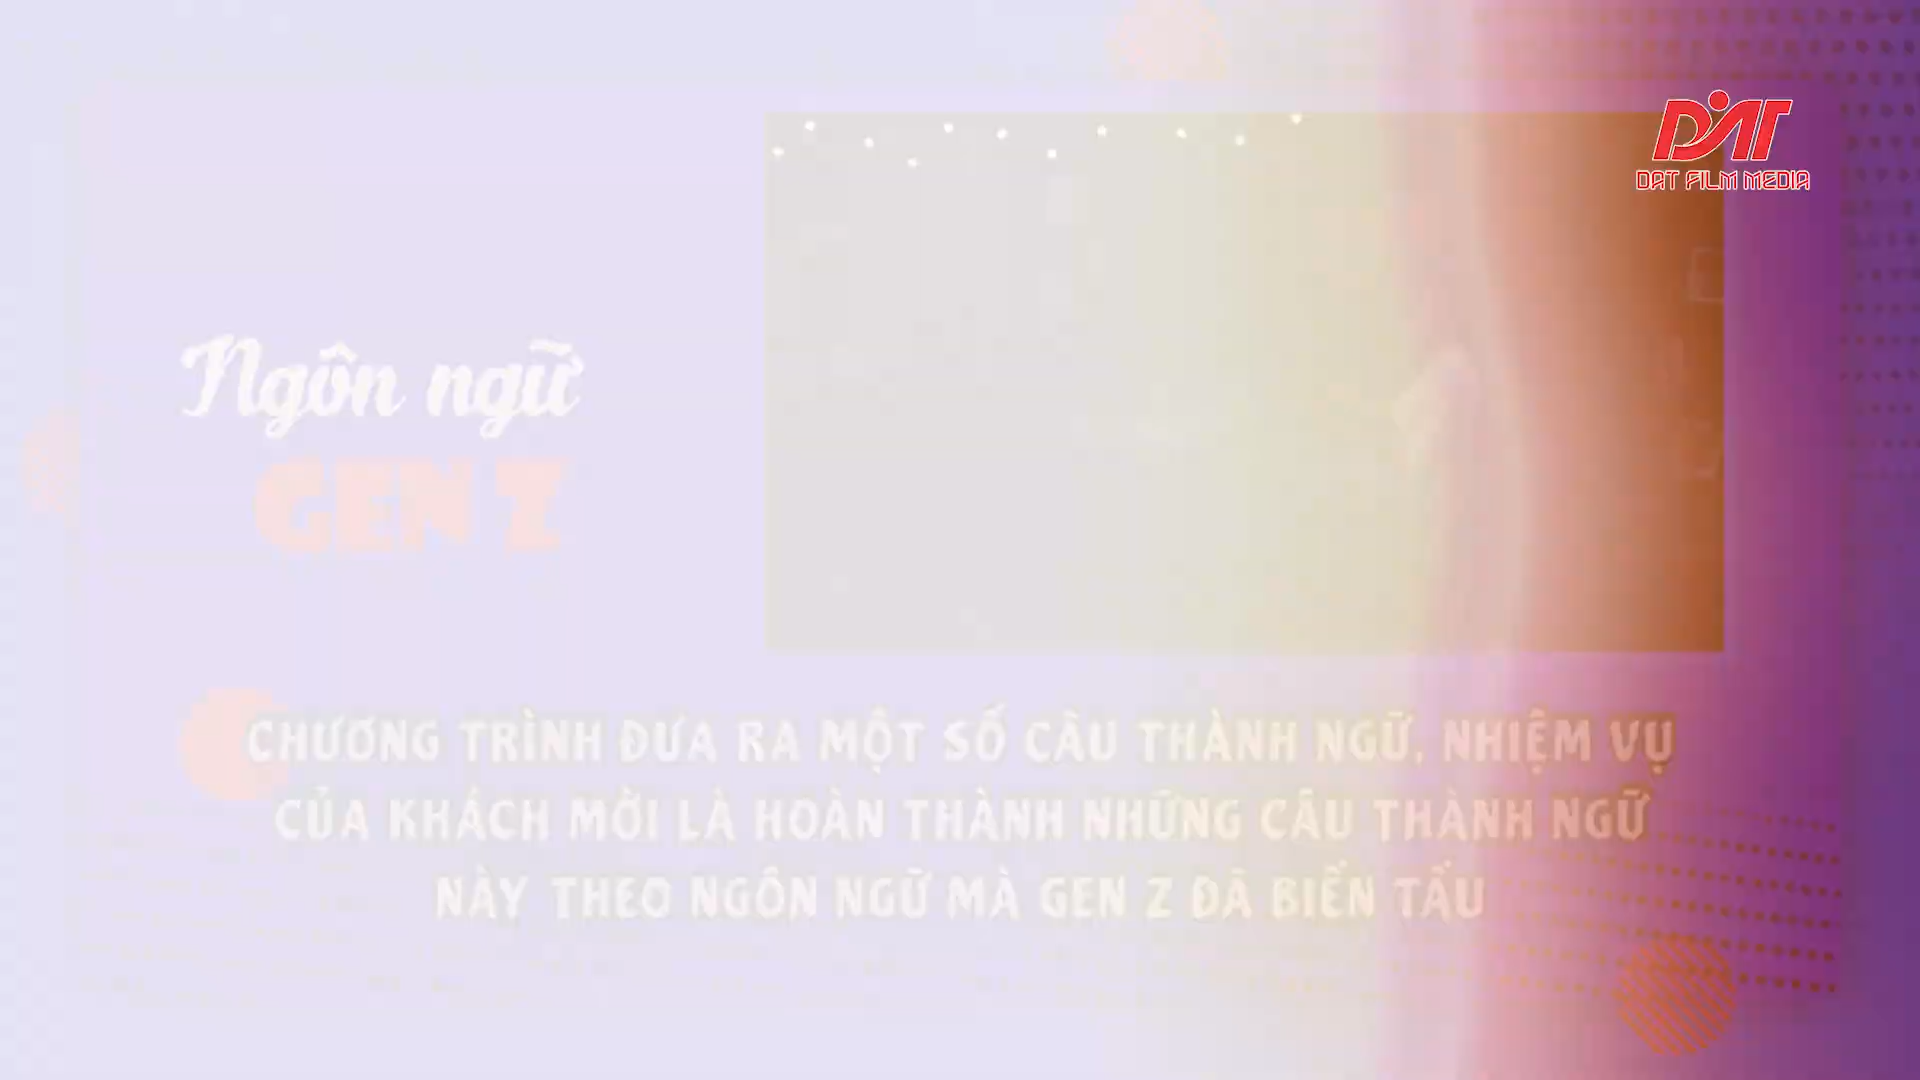 DAT
DAT FILM MEDIA
Ngôn ngữ
GEN Z
CHƯƠNG TRÌNH ĐƯA RA MỘT SỐ CÂU THÀNH NGỮ, NHIỆM VỤ
CỦA KHÁCH MỜI LÀ HOÀN THÀNH NHỮNG CÂU THÀNH NGỮ
NÀY THEO NGÔN NGỮ MÀ GEN Z ĐÃ BIẾN TẤU